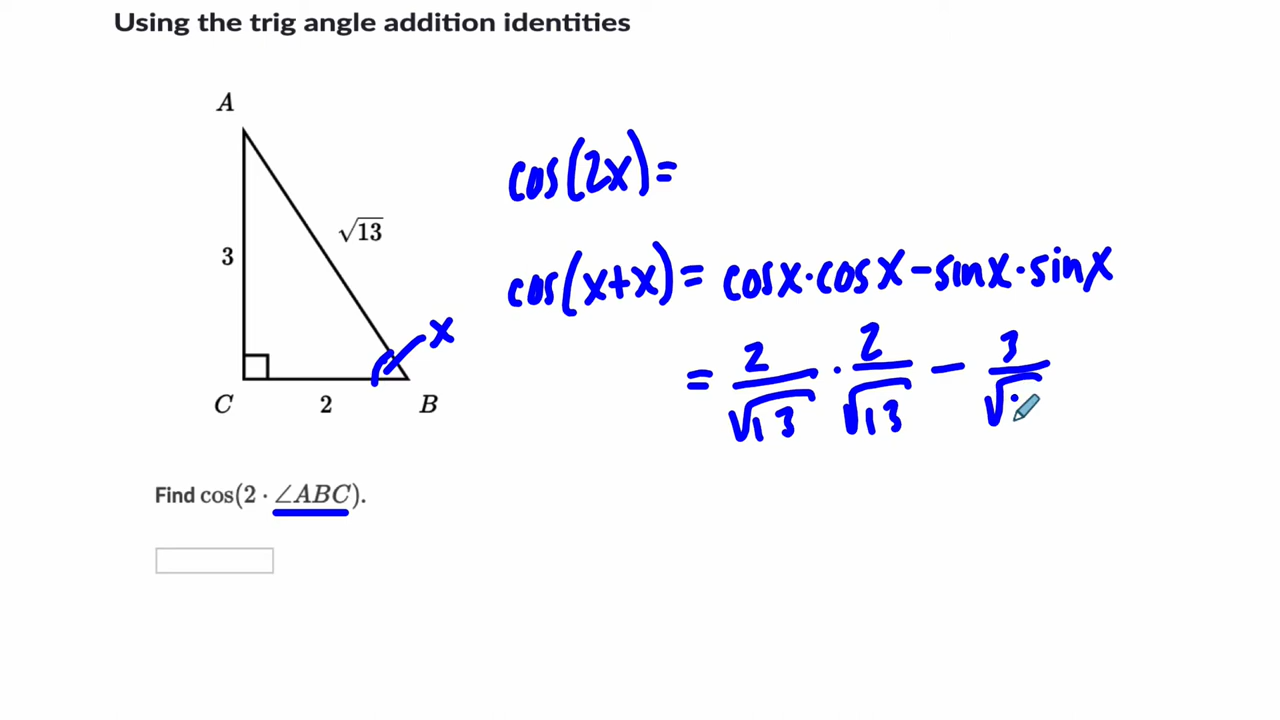 Using the trig angle addition identities
A
cos(2x)=
√13
3
cos(x+x)= cosx·cosx-sinx·sinx
x
= 2/√13 · 2/√13 - 3/√
C 2 B
Find cos(2 · ∠ABC).